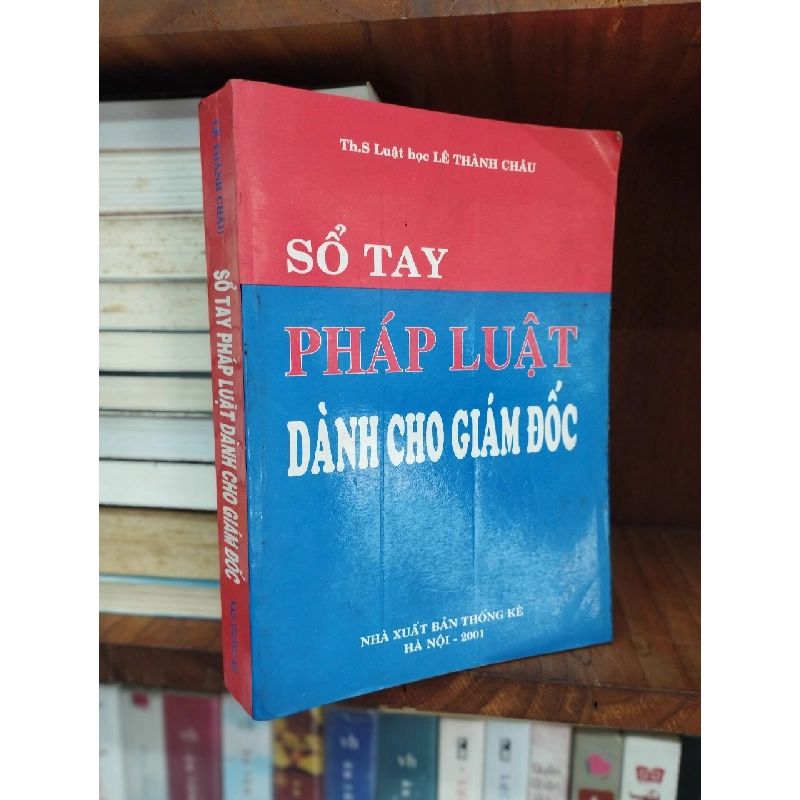 Th.S Luật học LÊ THÀNH CHÂU
SỔ TAY
PHÁP LUẬT
DÀNH CHO GIÁM ĐỐC
NHÀ XUẤT BẢN THỐNG KÊ
HÀ NỘI - 2001
LÊ THÀNH CHÂU
SỔ TAY PHÁP LUẬT DÀNH CHO GIÁM ĐỐC